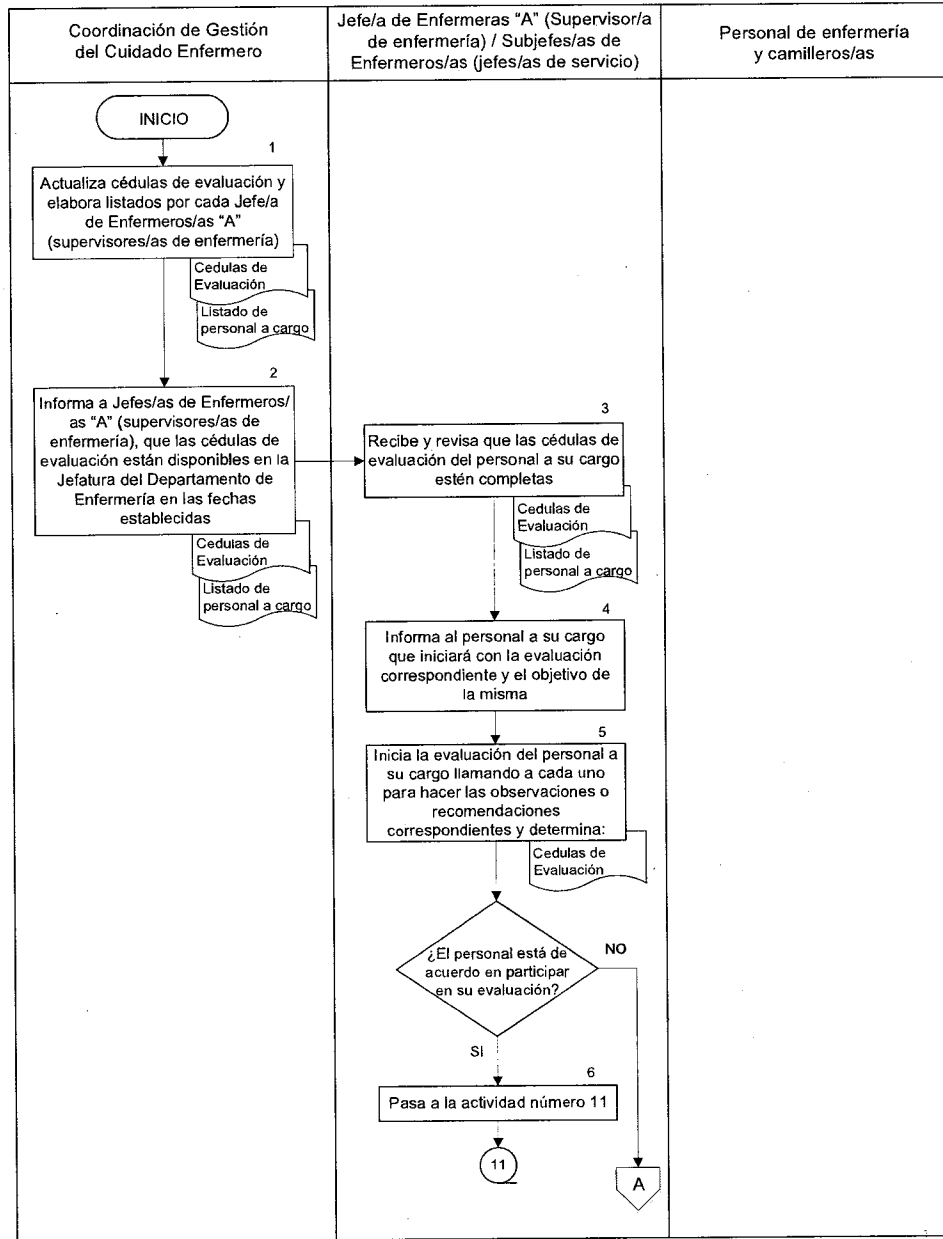 Coordinación de Gestión
del Cuidado Enfermero
Jefe/a de Enfermeras “A” (Supervisor/a
de enfermería) / Subjefes/as de
Enfermeros/as (jefes/as de servicio)
Personal de enfermería
y camilleros/as
INICIO
1
Actualiza cédulas de evaluación y
elabora listados por cada Jefe/a
de Enfermeros/as “A”
(supervisores/as de enfermería)
Cedulas de
Evaluación
Listado de
personal a cargo
2
Informa a Jefes/as de Enfermeros/
as “A” (supervisores/as de
enfermería), que las cédulas de
evaluación están disponibles en la
Jefatura del Departamento de
Enfermería en las fechas
establecidas
Cedulas de
Evaluación
Listado de
personal a cargo
3
Recibe y revisa que las cédulas de
evaluación del personal a su cargo
estén completas
Cedulas de
Evaluación
Listado de
personal a cargo
4
Informa al personal a su cargo
que iniciará con la evaluación
correspondiente y el objetivo de
la misma
5
Inicia la evaluación del personal a
su cargo llamando a cada uno
para hacer las observaciones o
recomendaciones
correspondientes y determina:
Cedulas de
Evaluación
¿El personal está de
acuerdo en participar
en su evaluación?
NO
SI
6
Pasa a la actividad número 11
11
A